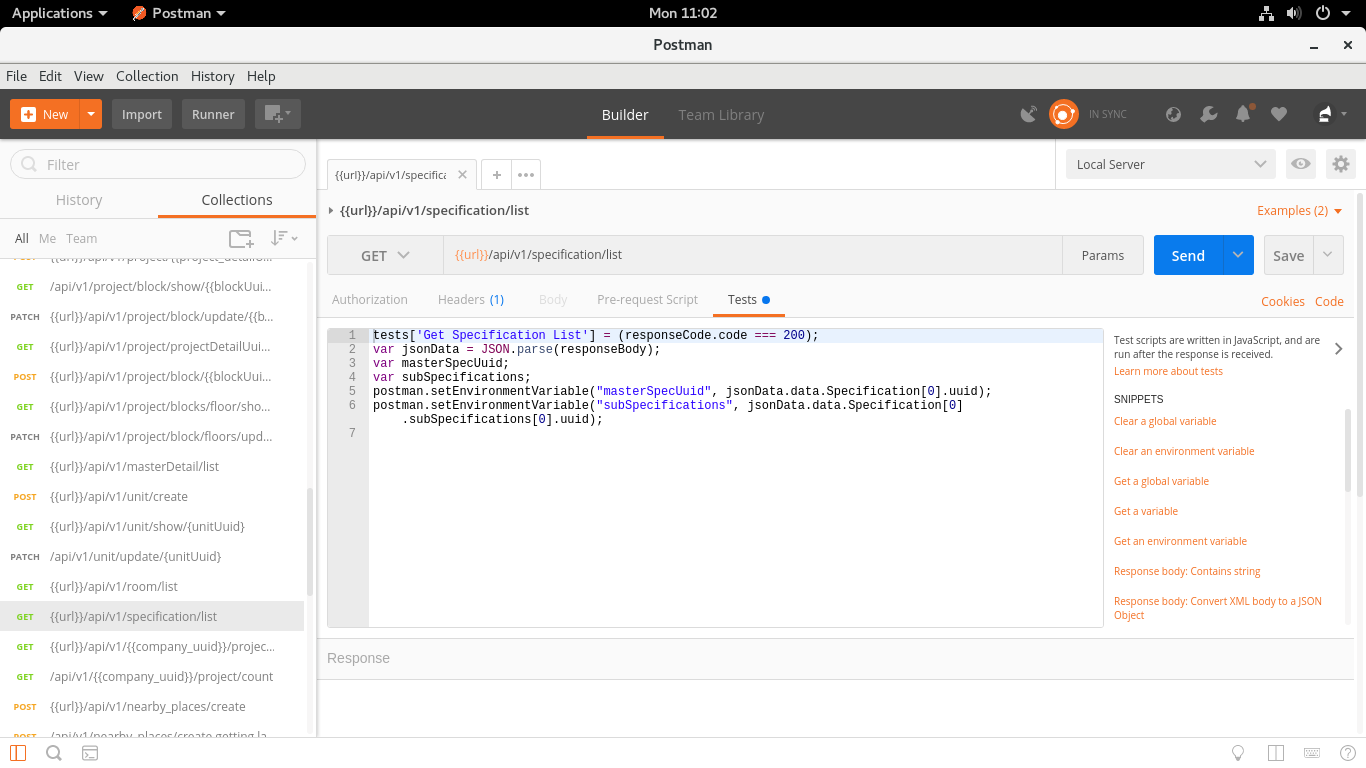 Applications
Postman
Mon 11:02
Postman
File Edit View Collection History Help
New
Import
Runner
Builder
Team Library
IN SYNC
Filter
History
Collections
All Me Team
{{url}}/api/v1/specifica
Local Server
{{url}}/api/v1/specification/list
Examples (2)
GET
{{url}}/api/v1/specification/list
Params
Send
Save
Authorization
Headers (1)
Body
Pre-request Script
Tests
Cookies Code
GET /api/v1/project/block/show/{{blockUui...
PATCH {{url}}/api/v1/project/block/update/{{b...
GET {{url}}/api/v1/project/projectDetailUui...
POST {{url}}/api/v1/project/block/{{blockUui...
GET {{url}}/api/v1/project/blocks/floor/sho...
PATCH {{url}}/api/v1/project/block/floors/upd...
GET {{url}}/api/v1/masterDetail/list
POST {{url}}/api/v1/unit/create
GET {{url}}/api/v1/unit/show/{unitUuid}
PATCH /api/v1/unit/update/{unitUuid}
GET {{url}}/api/v1/room/list
GET {{url}}/api/v1/specification/list
GET {{url}}/api/v1/{{company_uuid}}/projec...
GET /api/v1/{{company_uuid}}/project/count
POST {{url}}/api/v1/nearby_places/create
1 tests['Get Specification List'] = (responseCode.code === 200);
2 var jsonData = JSON.parse(responseBody);
3 var masterSpecUuid;
4 var subSpecifications;
5 postman.setEnvironmentVariable("masterSpecUuid", jsonData.data.Specification[0].uuid);
6 postman.setEnvironmentVariable("subSpecifications", jsonData.data.Specification[0]
.subSpecifications[0].uuid);
7
Test scripts are written in JavaScript, and are
run after the response is received.
Learn more about tests
SNIPPETS
Clear a global variable
Clear an environment variable
Get a global variable
Get a variable
Get an environment variable
Response body: Contains string
Response body: Convert XML body to a JSON
Object
Response